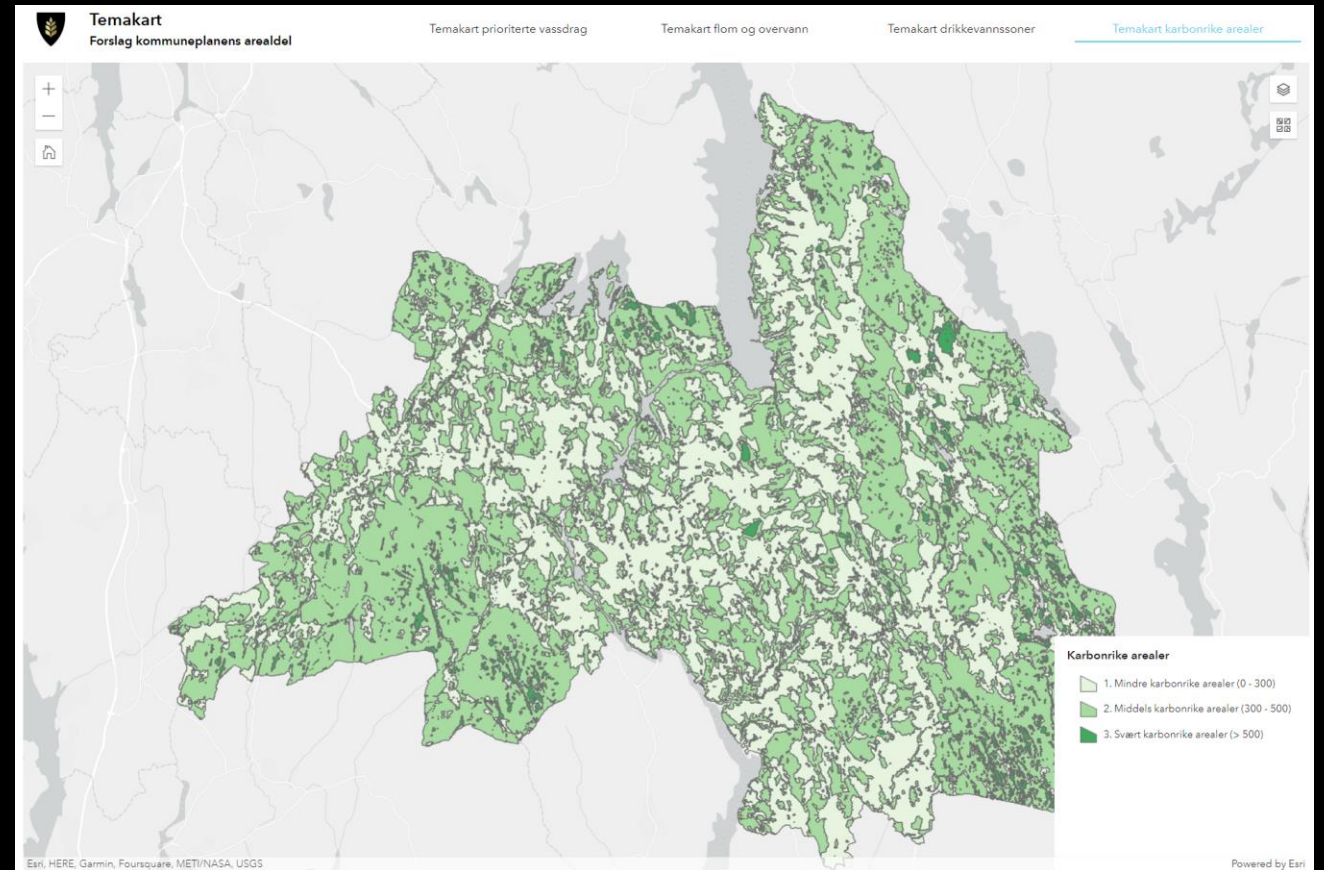 Temakart
Forslag kommuneplanens arealdel
Temakart prioriterte vassdrag
Temakart flom og overvann
Temakart drikkevannssoner
Temakart karbonrike arealer
Karbonrike arealer
1. Mindre karbonrike arealer (0 - 300)
2. Middels karbonrike arealer (300 - 500)
3. Svært karbonrike arealer (> 500)
Esri, HERE, Garmin, Foursquare, METI/NASA, USGS
Powered by Esri